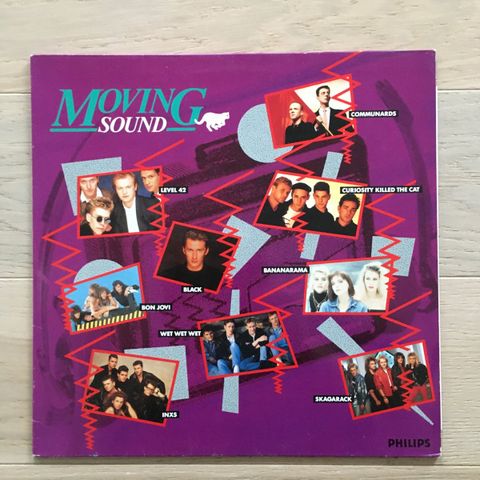 MOVING
SOUND
COMMUNARDS
LEVEL 42
CURIOSITY KILLED THE CAT
BLACK
BANANARAMA
BON JOVI
WET WET WET
INXS
SKAGARACK
PHILIPS